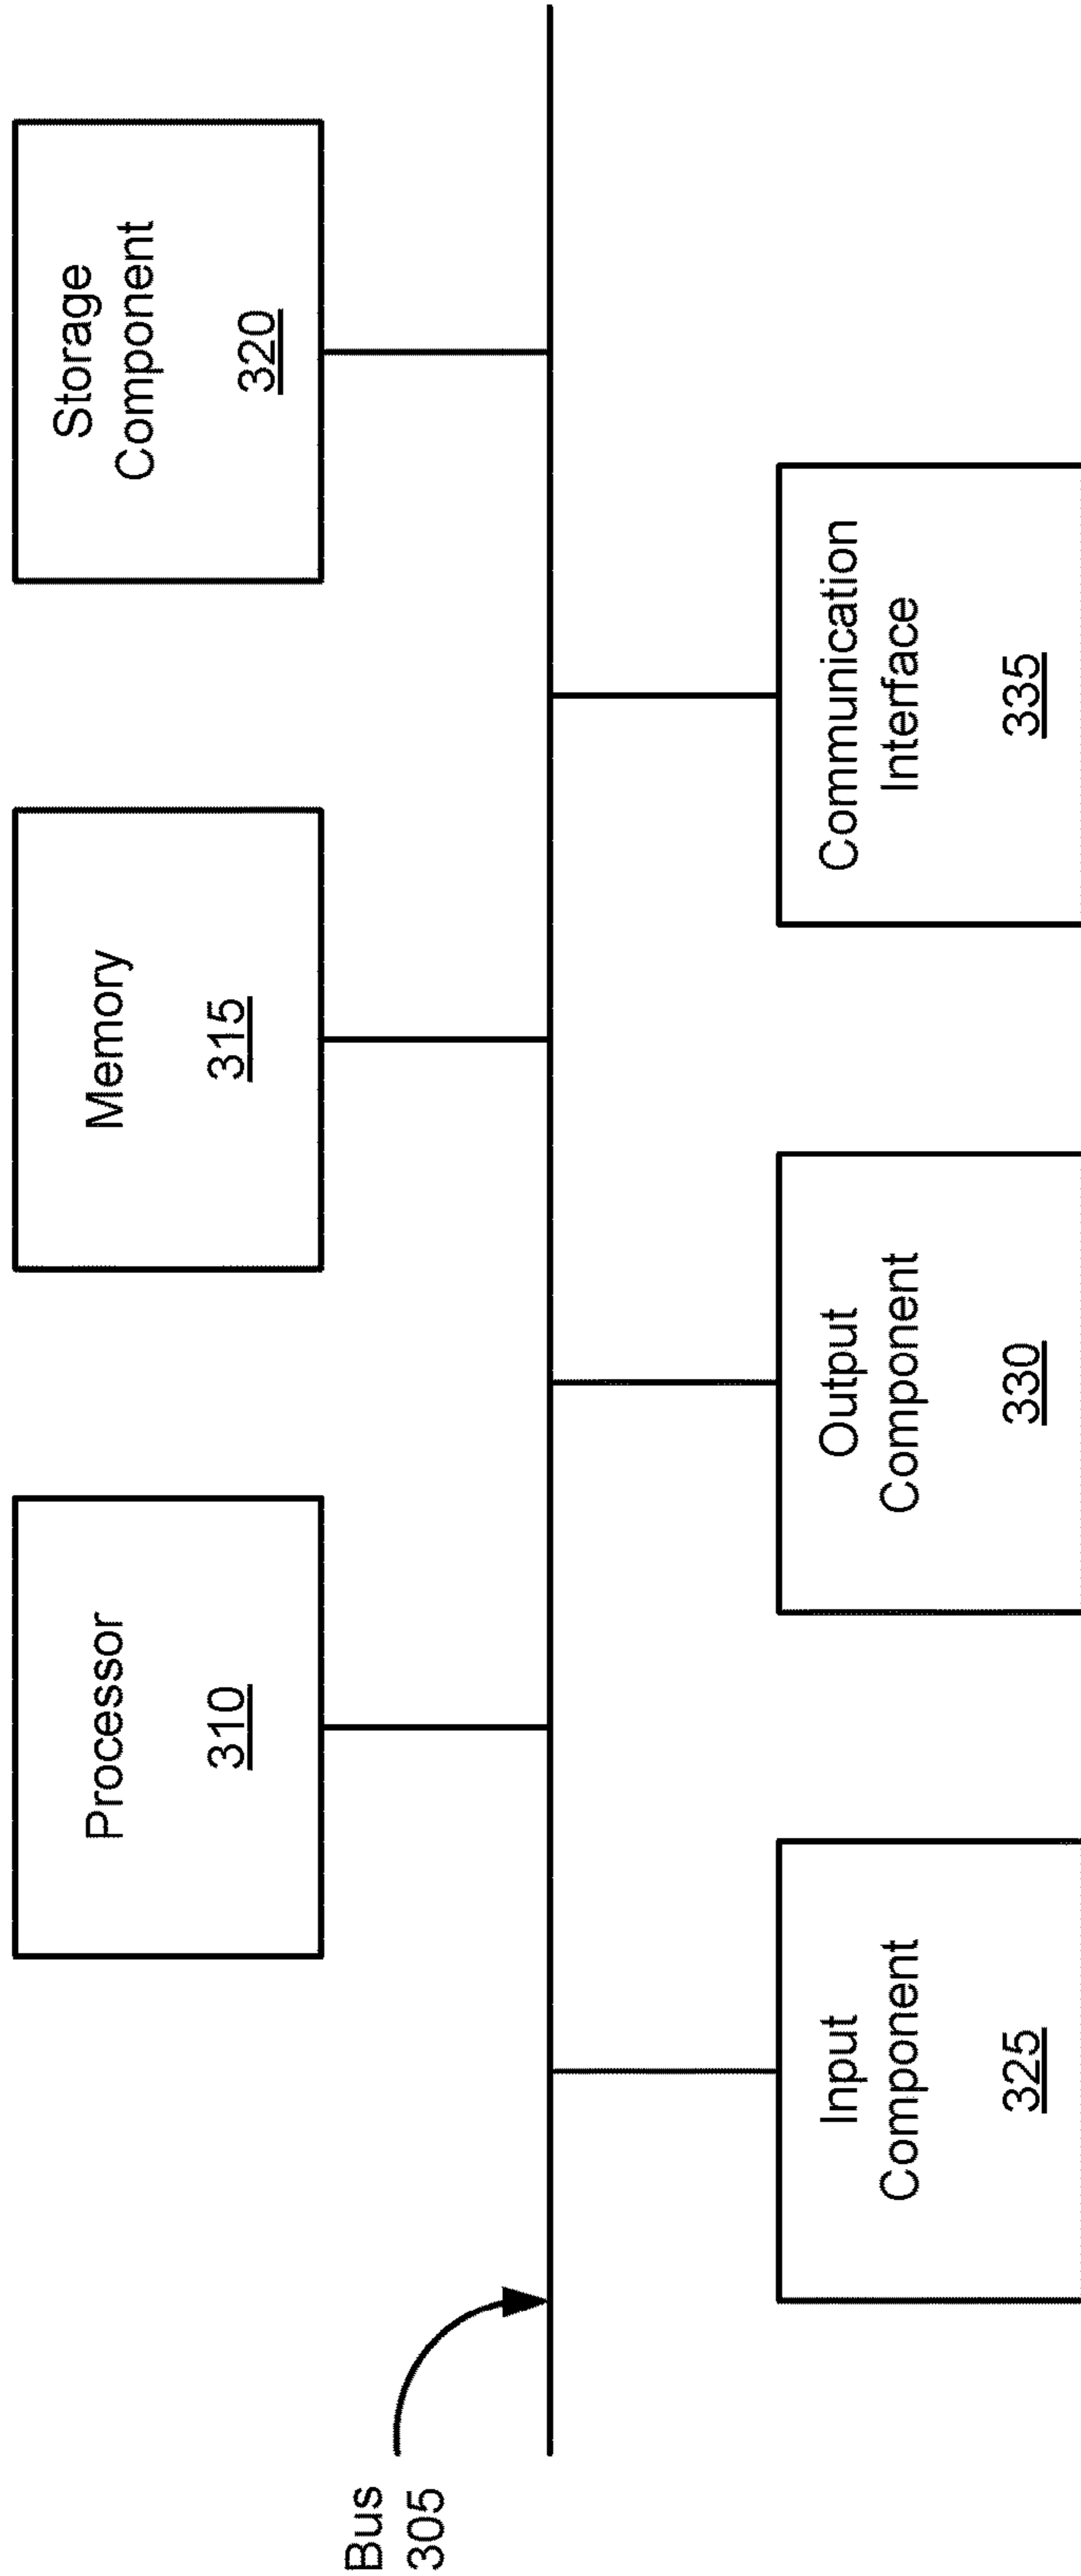 Processor
310
Memory
315
Storage
Component
320
Bus
305
Input
Component
325
Output
Component
330
Communication
Interface
335